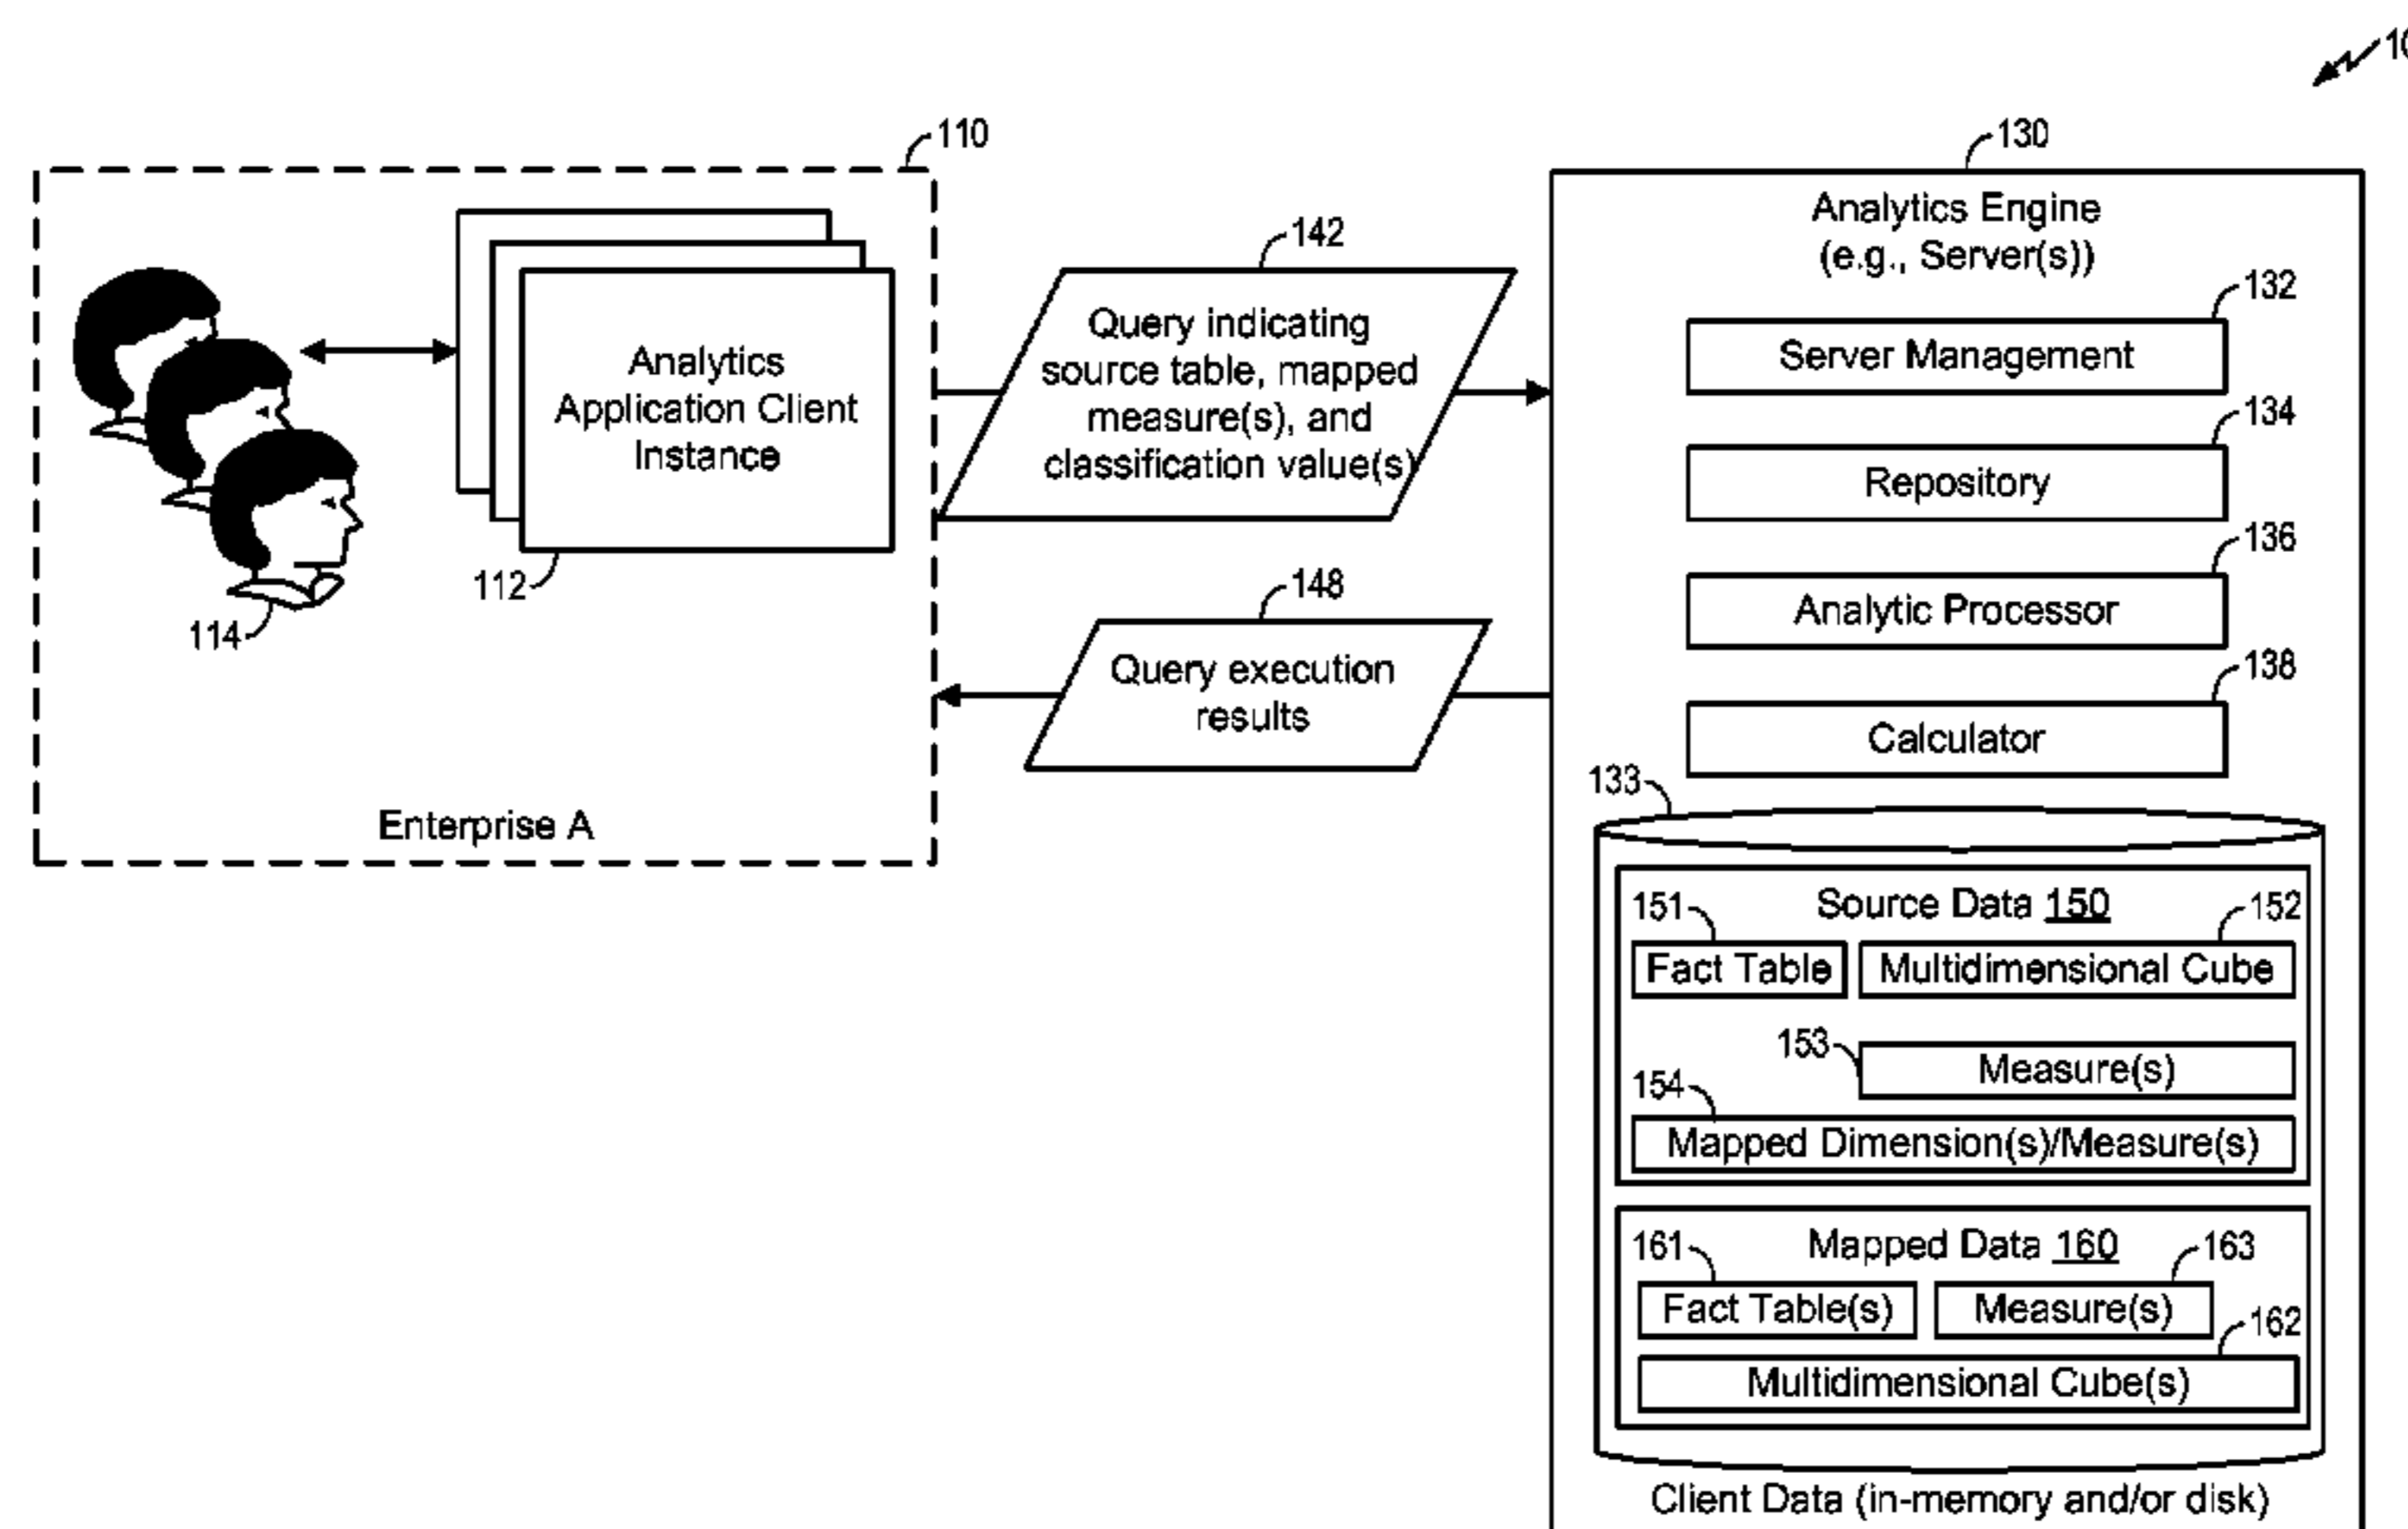 110
Analytics
Application Client
Instance
112
114
Enterprise A
142
Query indicating
source table, mapped
measure(s), and
classification value(s)
148
Query execution
results
130
Analytics Engine
(e.g., Server(s))
132
Server Management
134
Repository
136
Analytic Processor
138
Calculator
133
Source Data 150
151
152
Fact Table
Multidimensional Cube
153
Measure(s)
154
Mapped Dimension(s)/Measure(s)
Mapped Data 160
161
163
Fact Table(s)
Measure(s)
162
Multidimensional Cube(s)
Client Data (in-memory and/or disk)